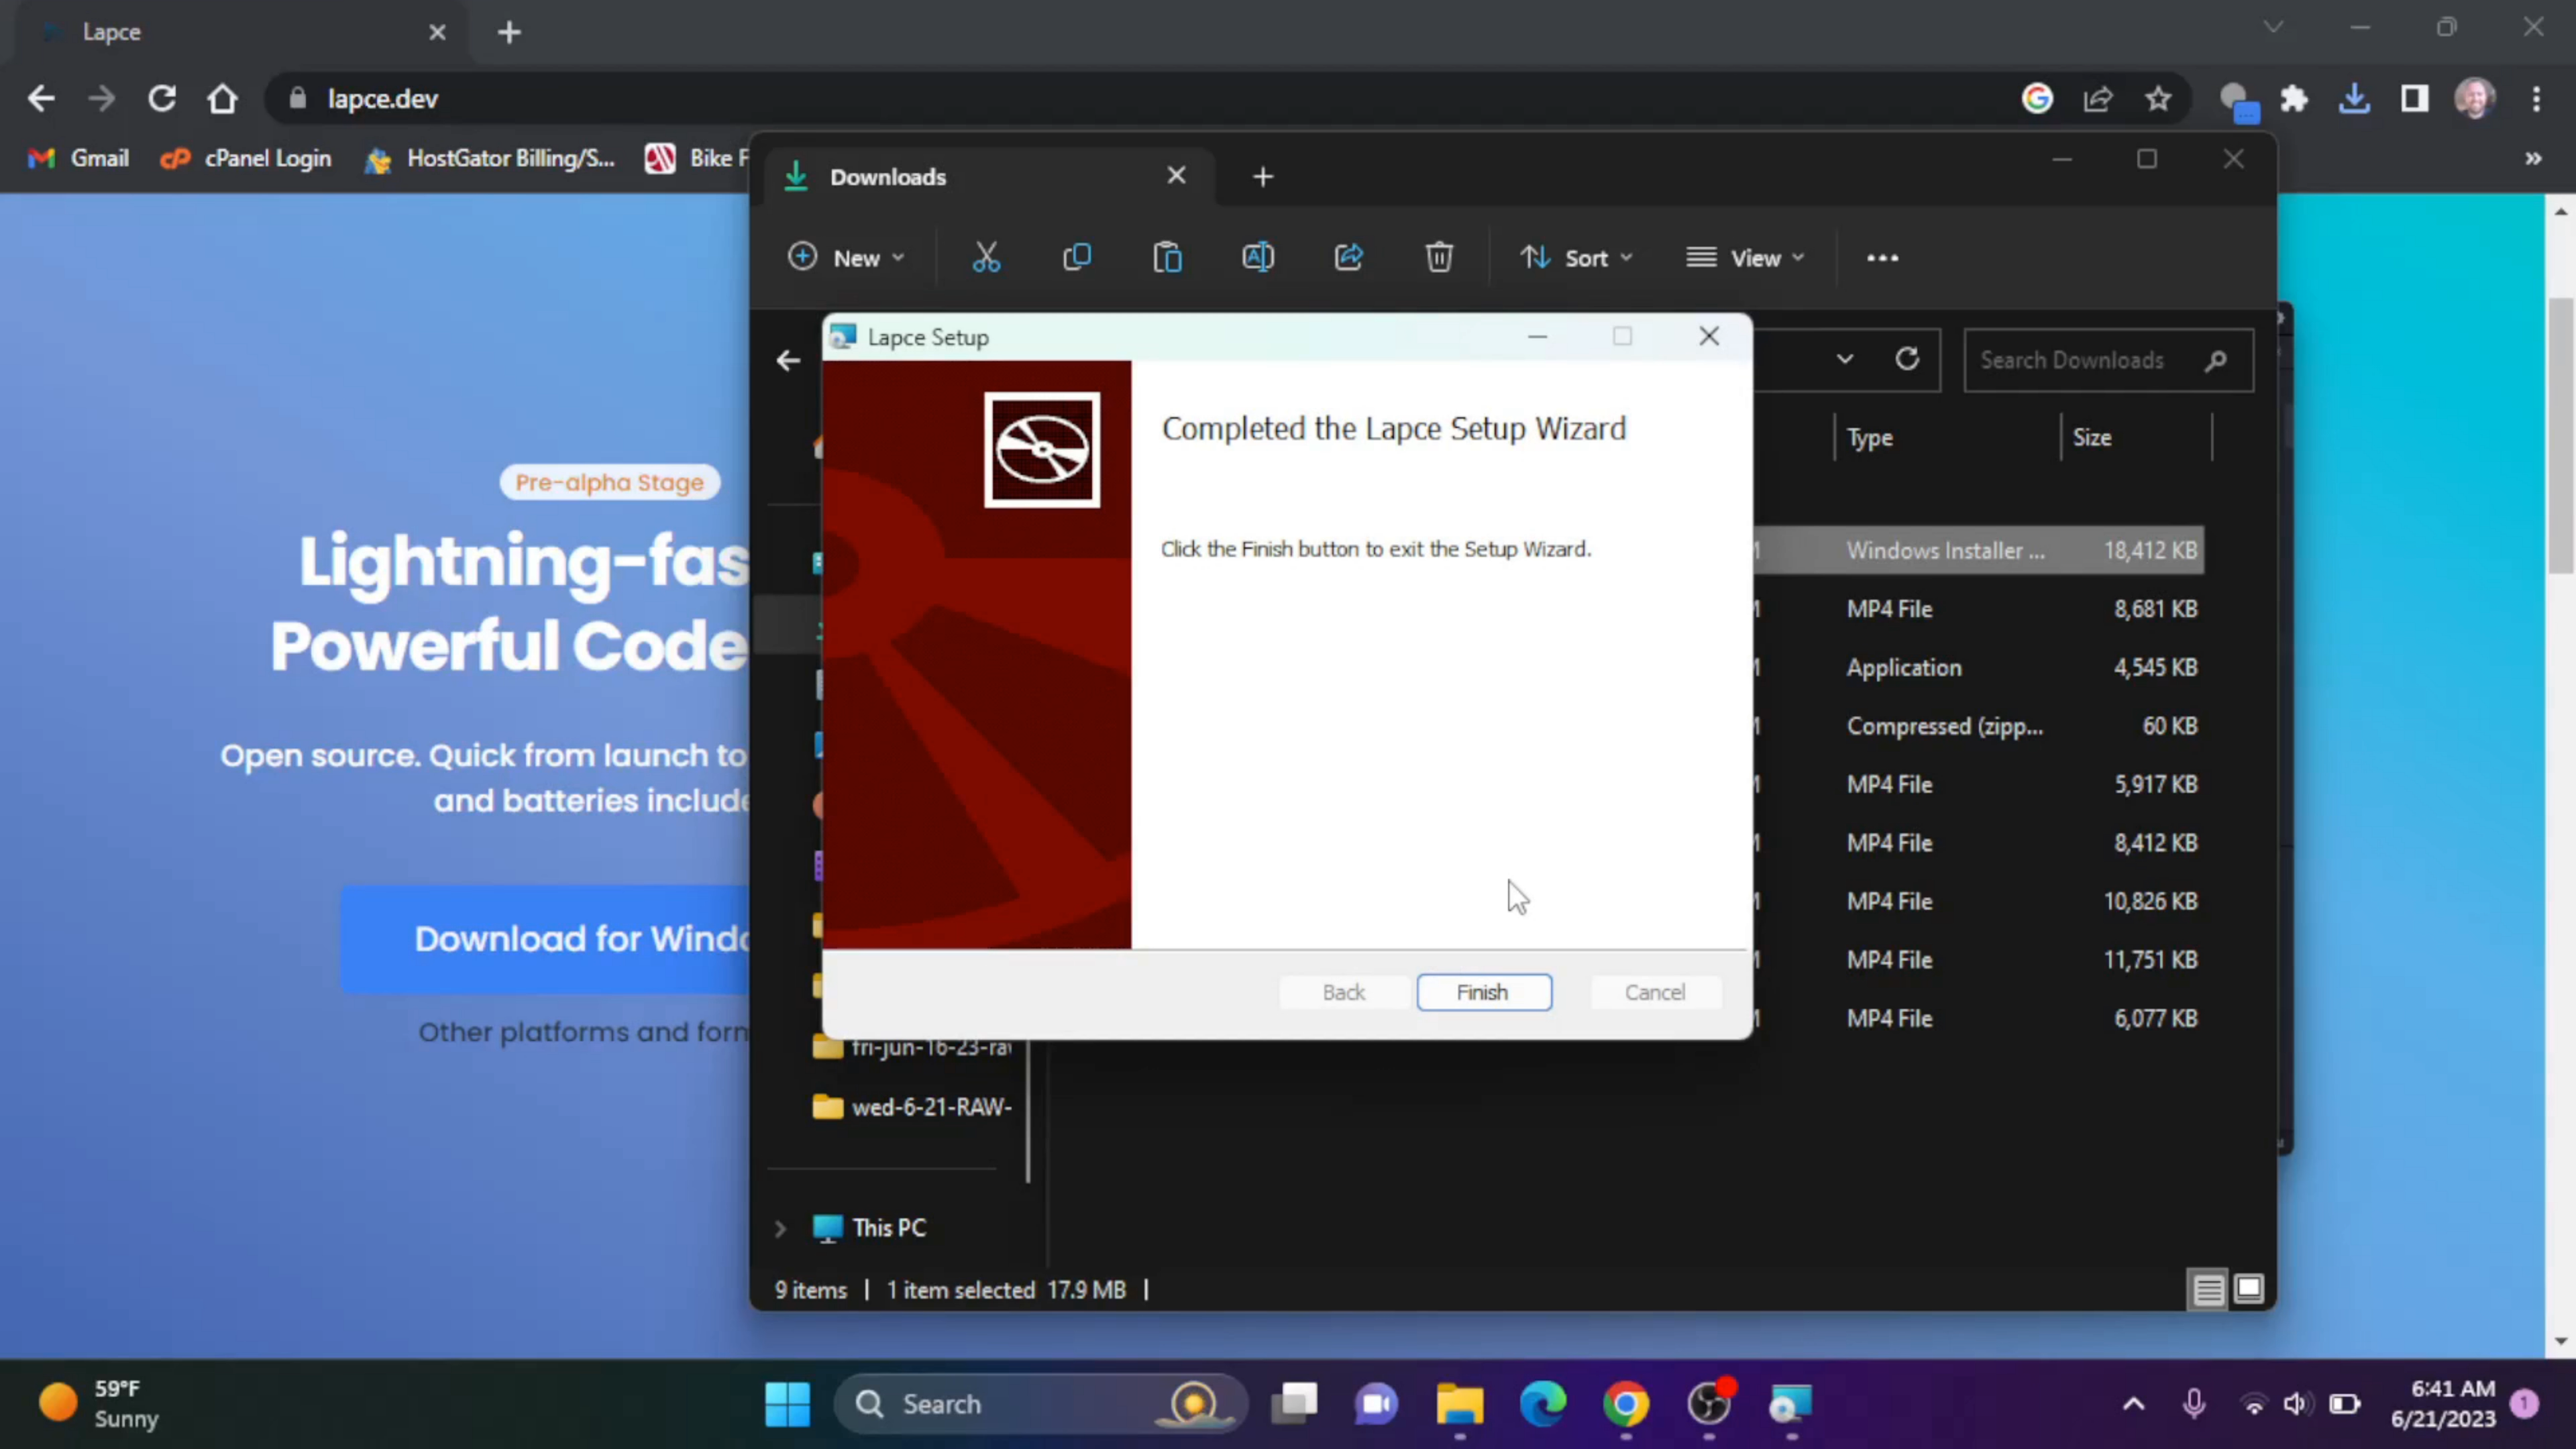 Lapce
lapce.dev
Gmail
cPanel Login
HostGator Billing/S...
Bike F
Downloads
New
Sort
View
Lapce Setup
Search Downloads
Completed the Lapce Setup Wizard
Click the Finish button to exit the Setup Wizard.
Back
Finish
Cancel
Type
Size
Windows Installer ...
18,412 KB
MP4 File
8,681 KB
Application
4,545 KB
Compressed (zipp...
60 KB
MP4 File
5,917 KB
MP4 File
8,412 KB
MP4 File
10,826 KB
MP4 File
11,751 KB
MP4 File
6,077 KB
Pre-alpha Stage
Lightning-fas
Powerful Code
Open source. Quick from launch to
and batteries include
Download for Windo
Other platforms and form
fri-jun-16-23-ra
wed-6-21-RAW-
This PC
9 items
1 item selected 17.9 MB
59°F
Sunny
Search
6:41 AM
6/21/2023
1